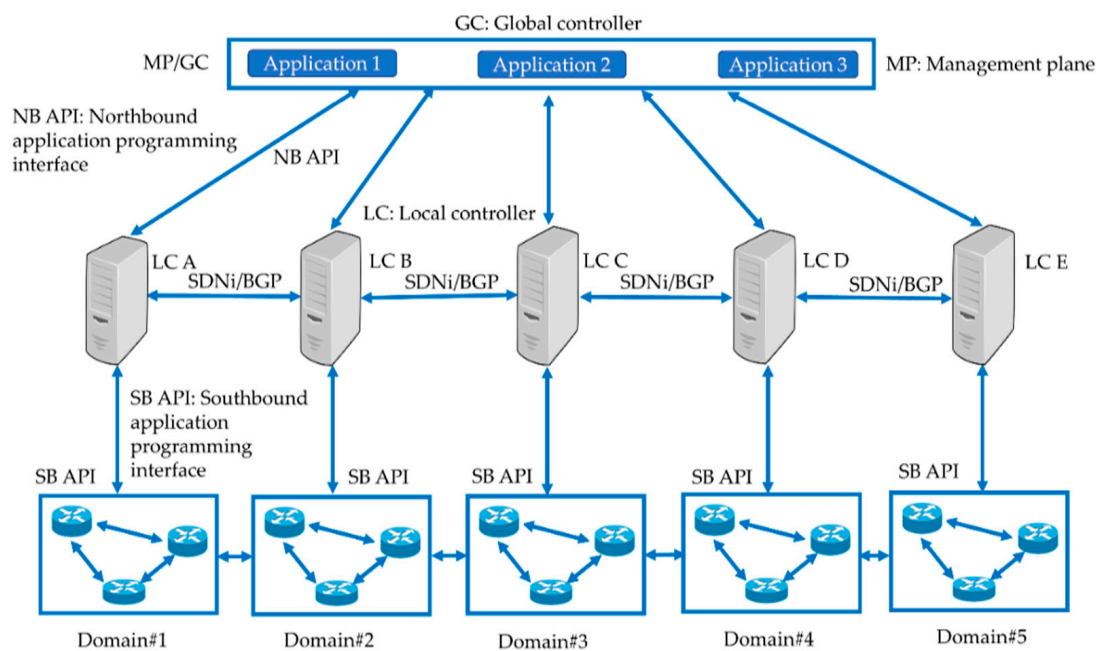 GC: Global controller
MP/GC
Application 1
Application 2
Application 3
MP: Management plane
NB API: Northbound
application programming
interface
NB API
LC: Local controller
LC A
LC B
LC C
LC D
LC E
SDNi/BGP
SDNi/BGP
SDNi/BGP
SDNi/BGP
SB API: Southbound
application
programming
interface
SB API
SB API
SB API
SB API
SB API
Domain#1
Domain#2
Domain#3
Domain#4
Domain#5